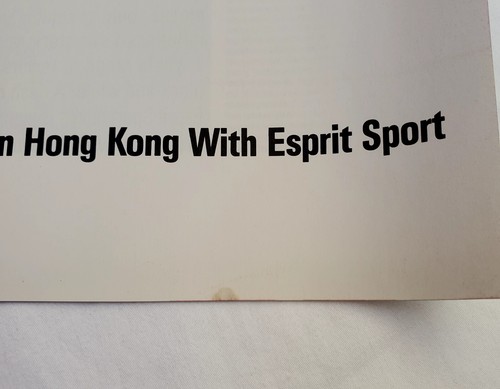 n Hong Kong With Esprit Sport